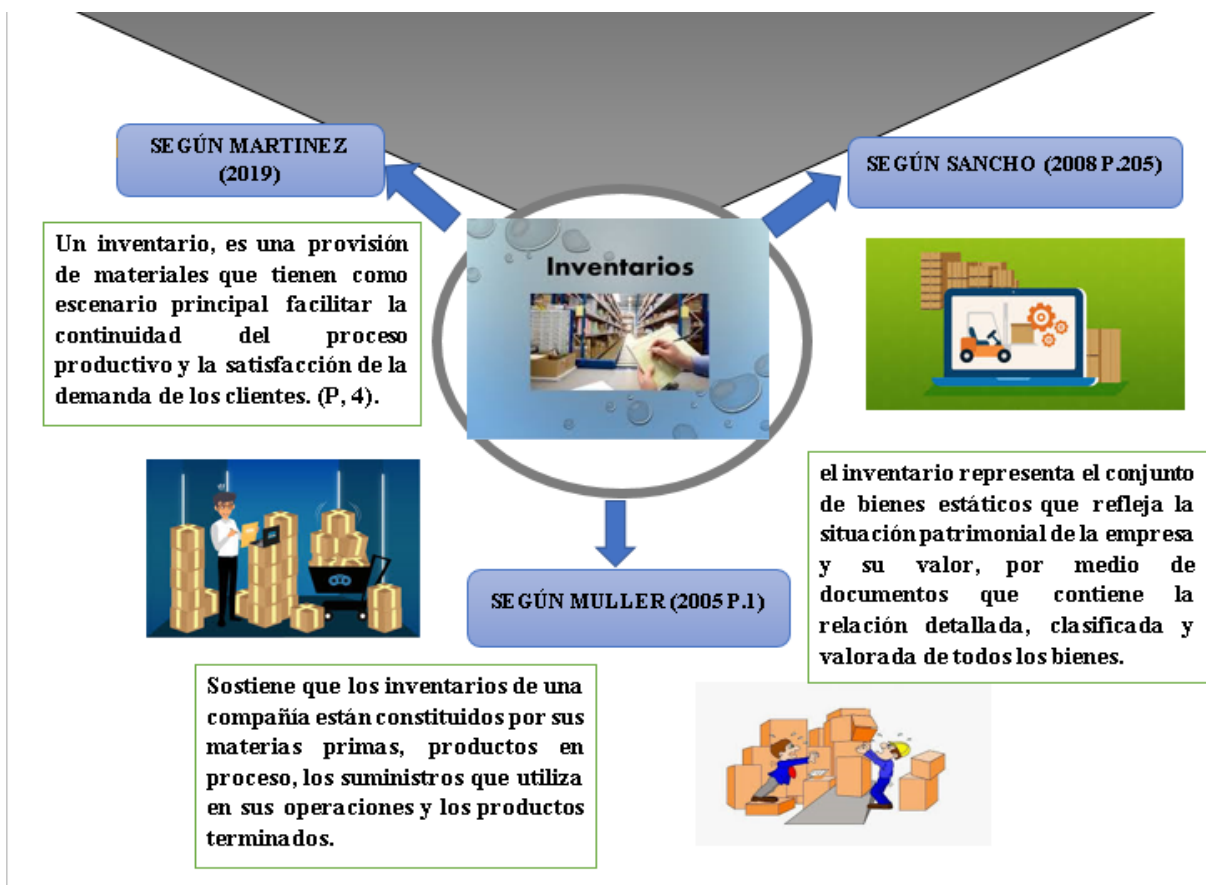 SEGÚN MARTINEZ
(2019)
Un inventario, es una provisión
de materiales que tienen como
escenario principal facilitar la
continuidad del proceso
productivo y la satisfacción de la
demanda de los clientes. (P, 4).
Inventarios
SEGÚN SANCHO (2008 P.205)
el inventario representa el conjunto
de bienes estáticos que refleja la
situación patrimonial de la empresa
y su valor, por medio de
documentos que contiene la
relación detallada, clasificada y
valorada de todos los bienes.
SEGÚN MULLER (2005 P.1)
Sostiene que los inventarios de una
compañía están constituidos por sus
materias primas, productos en
proceso, los suministros que utiliza
en sus operaciones y los productos
terminados.